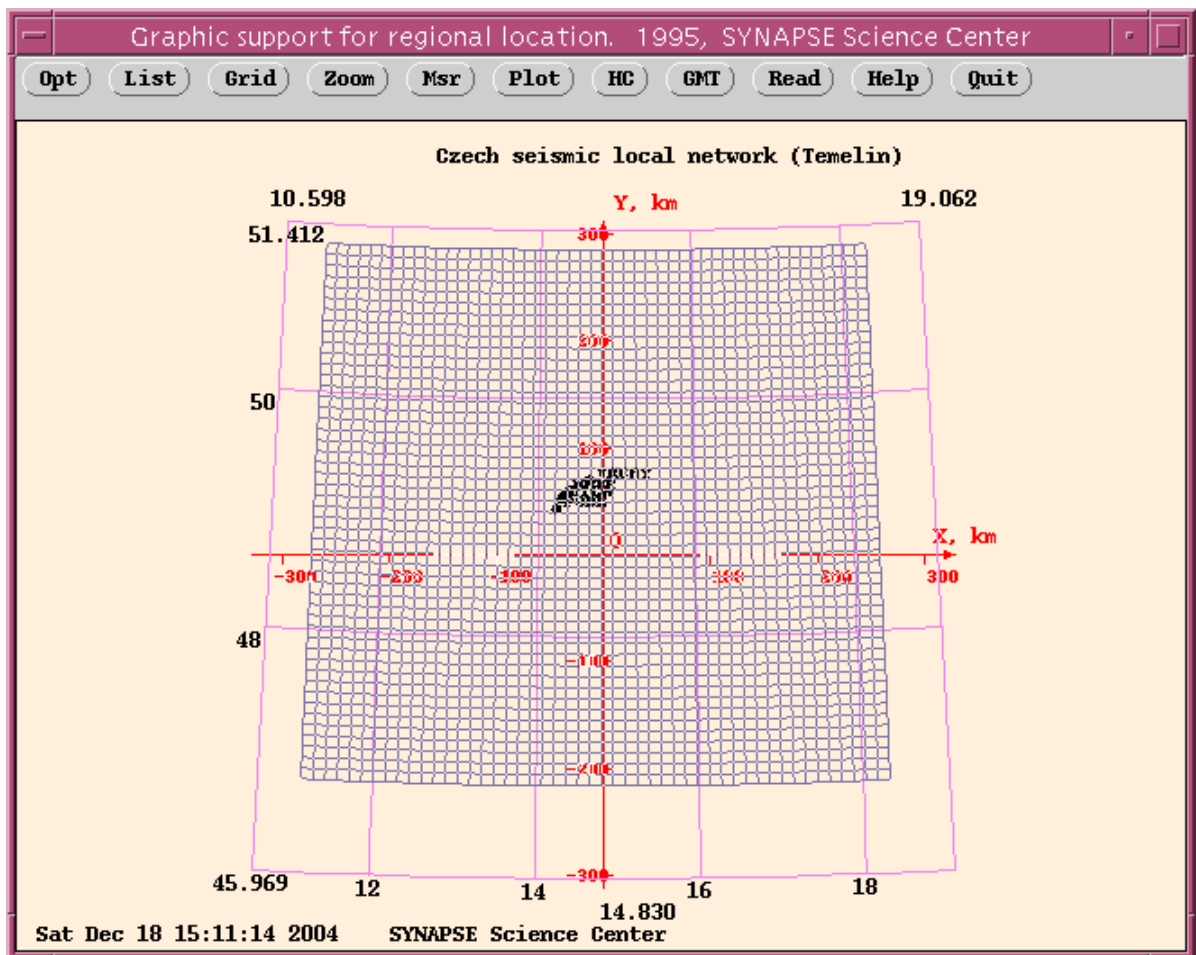 Graphic support for regional location. 1995, SYNAPSE Science Center
Opt List Grid Zoom Msr Plot HC GMT Read Help Quit
Czech seismic local network (Temelin)
10.598 Y, km 19.062
51.412 300
200
50
100
0 X, km
-300 -200 -100 100 200 300
48
-100
-200
45.969 12 14 -300 16 18
14.830
Sat Dec 18 15:11:14 2004 SYNAPSE Science Center